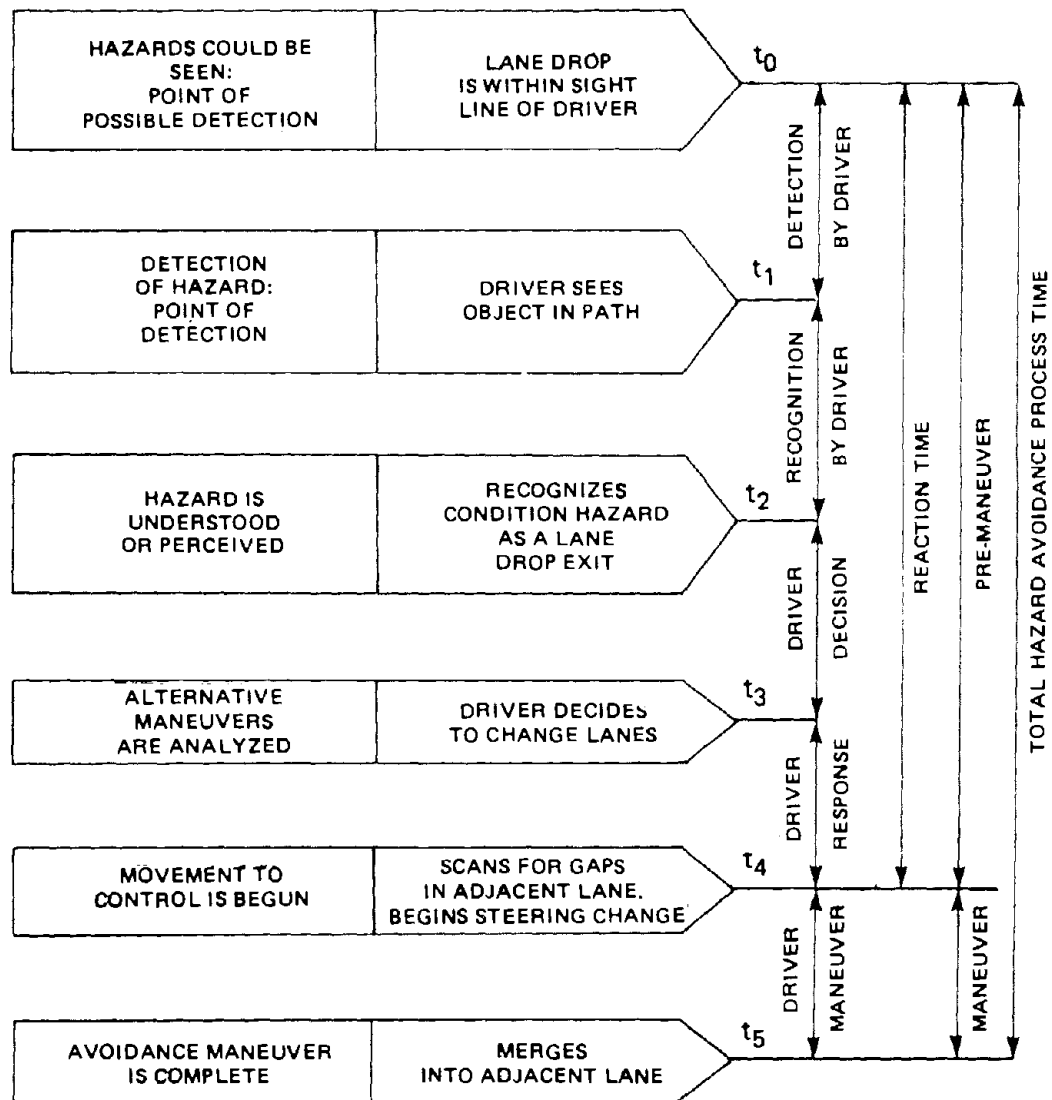 HAZARDS COULD BE
SEEN:
POINT OF
POSSIBLE DETECTION
LANE DROP
IS WITHIN SIGHT
LINE OF DRIVER
t0
DETECTION
BY DRIVER
DETECTION
OF HAZARD:
POINT OF
DETECTION
DRIVER SEES
OBJECT IN PATH
t1
RECOGNITION
BY DRIVER
HAZARD IS
UNDERSTOOD
OR PERCEIVED
RECOGNIZES
CONDITION HAZARD
AS A LANE
DROP EXIT
t2
DRIVER
DECISION
ALTERNATIVE
MANEUVERS
ARE ANALYZED
DRIVER DECIDES
TO CHANGE LANES
t3
DRIVER
RESPONSE
MOVEMENT TO
CONTROL IS BEGUN
SCANS FOR GAPS
IN ADJACENT LANE.
BEGINS STEERING CHANGE
t4
DRIVER
MANEUVER
AVOIDANCE MANEUVER
IS COMPLETE
MERGES
INTO ADJACENT LANE
t5
REACTION TIME
PRE-MANEUVER
MANEUVER
TOTAL HAZARD AVOIDANCE PROCESS TIME